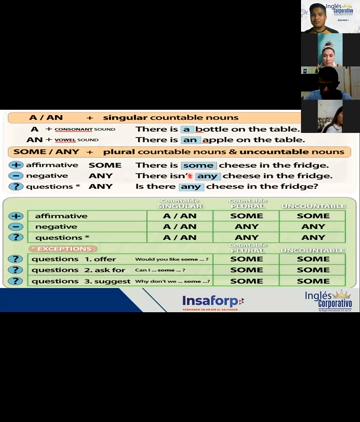 Inglés
Corporativo
A / AN + singular countable nouns
A + CONSONANT SOUND There is a bottle on the table.
AN + VOWEL SOUND There is an apple on the table.
SOME / ANY + plural countable nouns & uncountable nouns
+ affirmative SOME There is some cheese in the fridge.
− negative ANY There isn't any cheese in the fridge.
? questions * ANY Is there any cheese in the fridge?
Countable SINGULAR Countable PLURAL UNCOUNTABLE
+ affirmative A / AN SOME SOME
− negative A / AN ANY ANY
? questions * A / AN ANY ANY
* EXCEPTIONS Countable PLURAL UNCOUNTABLE
? questions 1. offer Would you like some ... ? SOME SOME
? questions 2. ask for Can I ... some ... ? SOME SOME
? questions 3. suggest Why don't we ... some ...? SOME SOME
Insaforp
Inglés
Corporativo